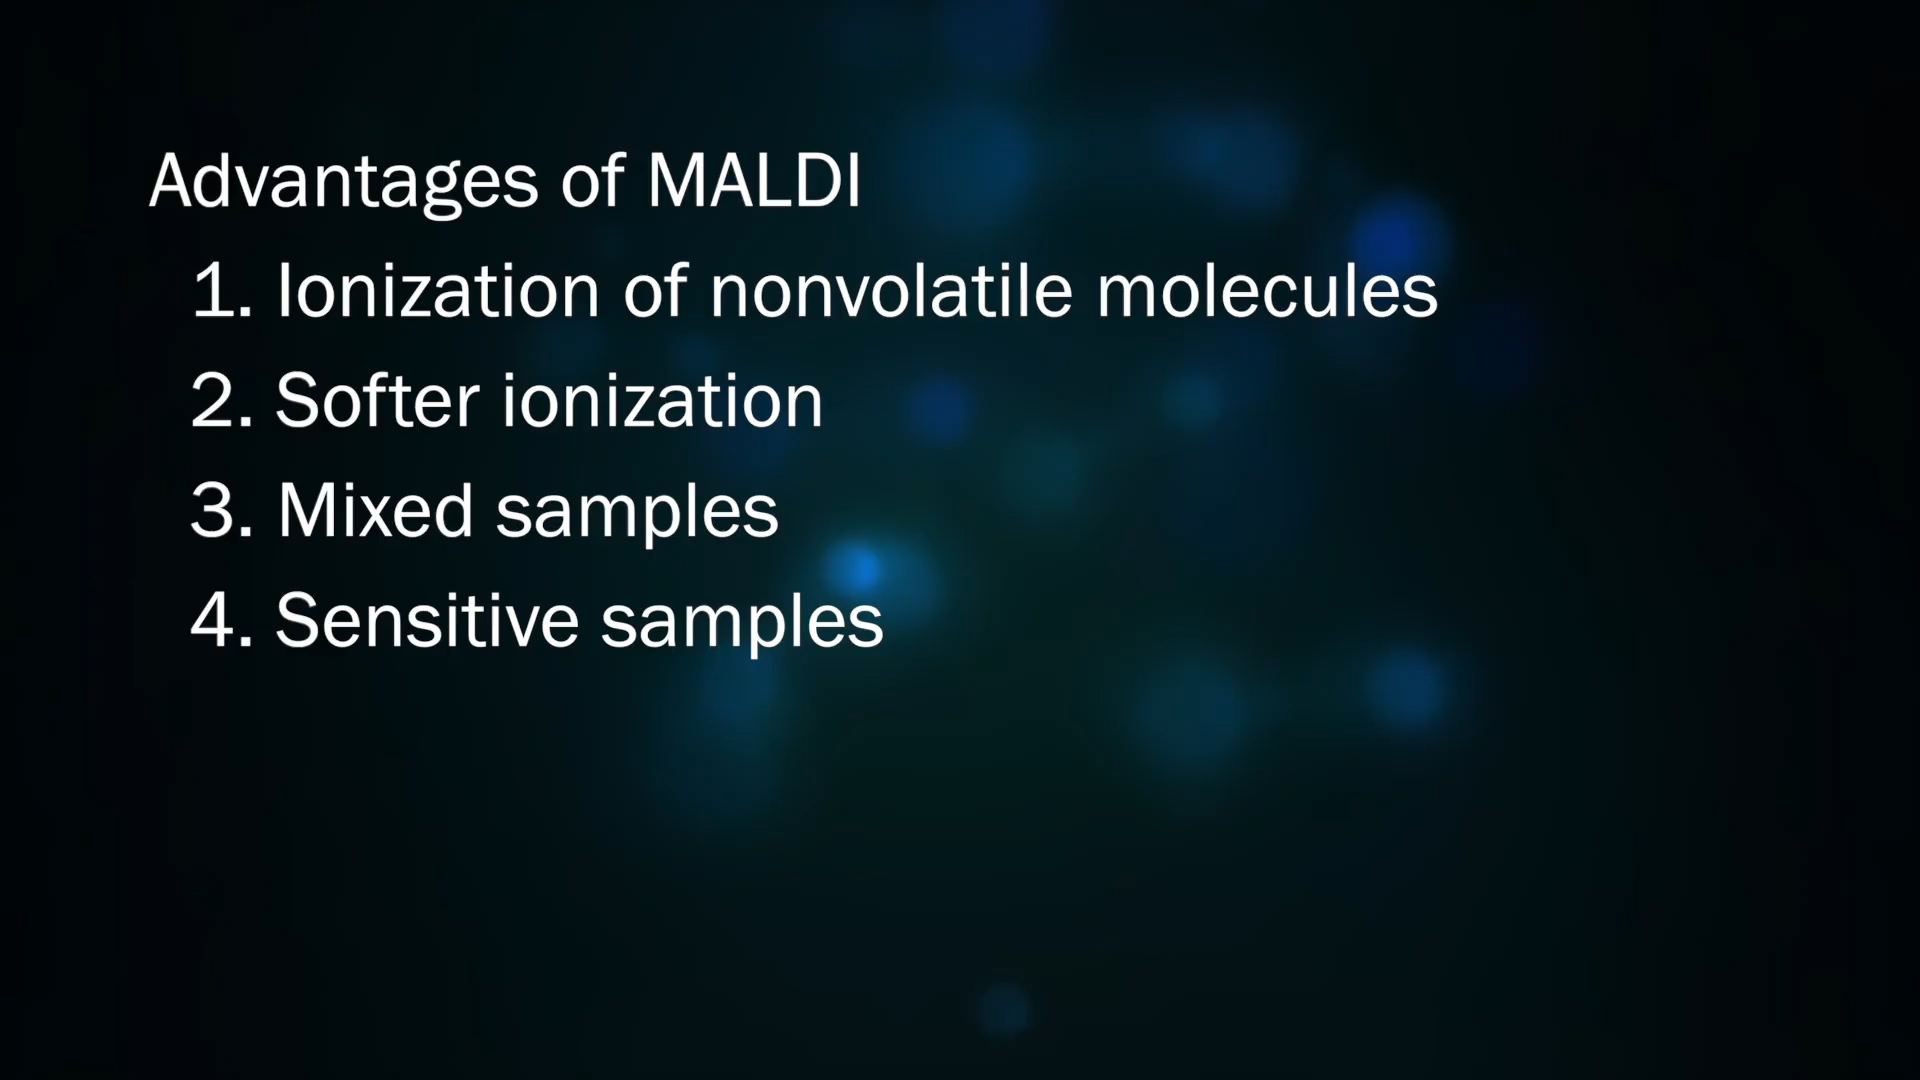 Advantages of MALDI
1. Ionization of nonvolatile molecules
2. Softer ionization
3. Mixed samples
4. Sensitive samples